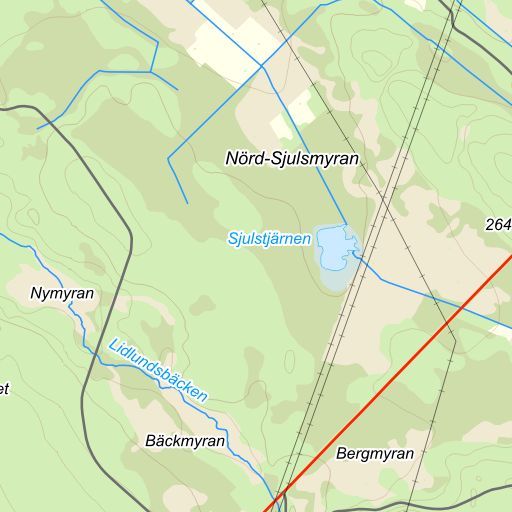 Nörd-Sjulsmyran
264
Sjulstjärnen
Nymyran
Lidlundsbäcken
et
Bäckmyran
Bergmyran